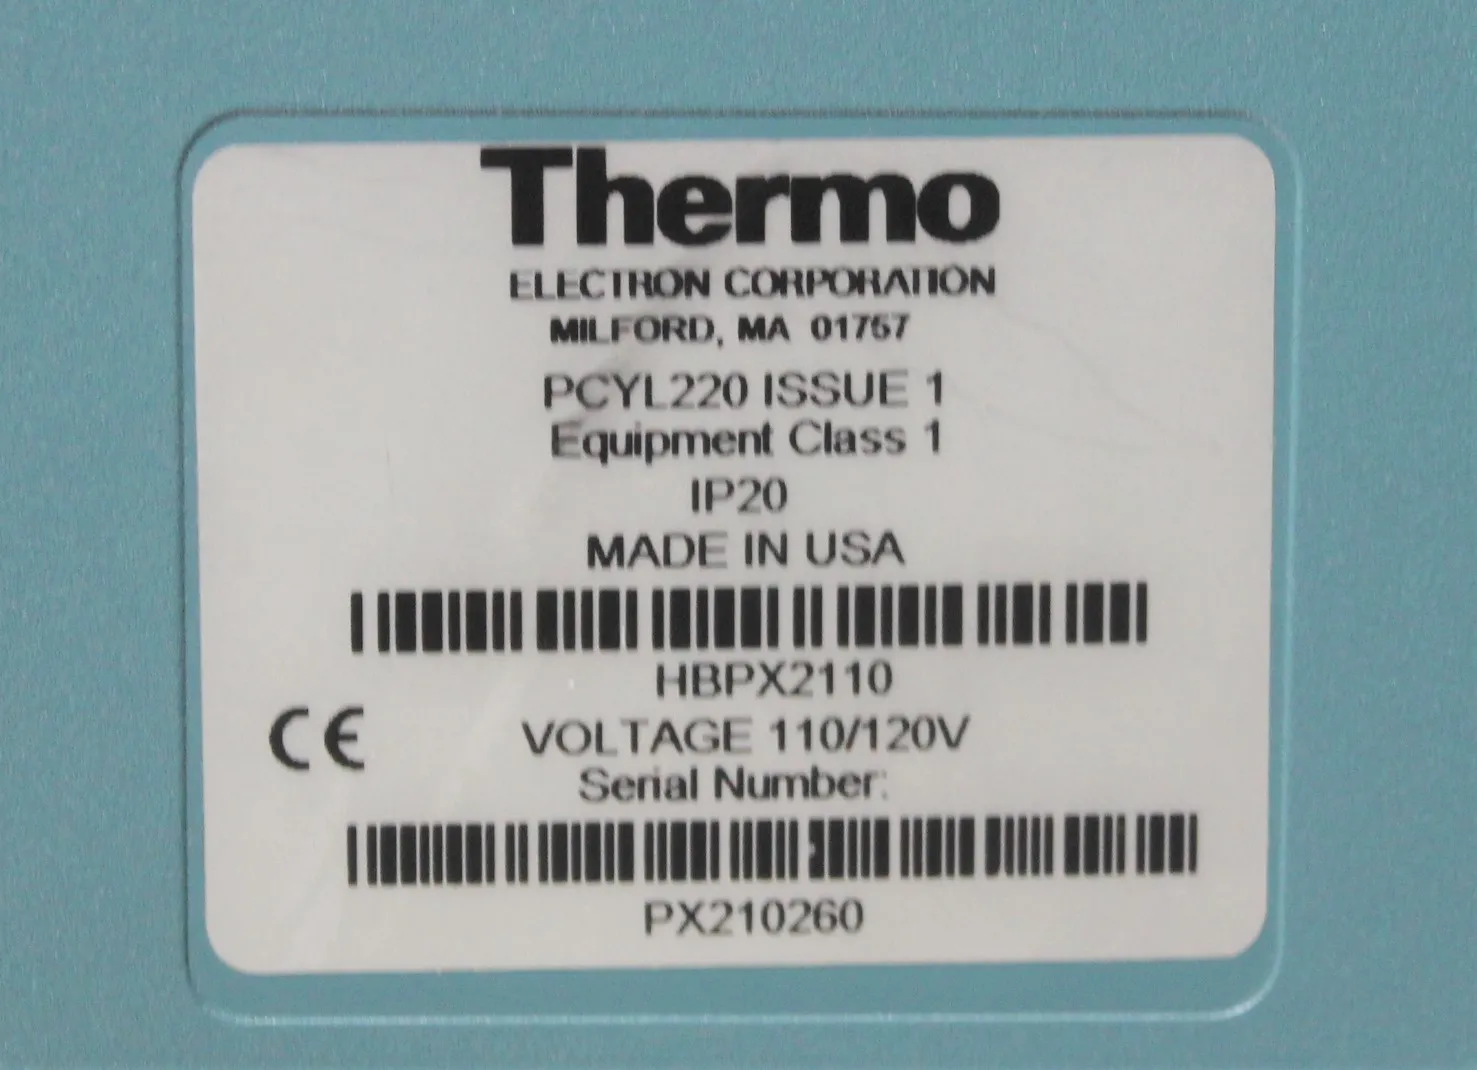 Thermo
ELECTRON CORPORATION
MILFORD, MA 01757
PCYL220 ISSUE 1
Equipment Class 1
IP20
MADE IN USA
HBPX2110
CE VOLTAGE 110/120V
Serial Number:
PX210260